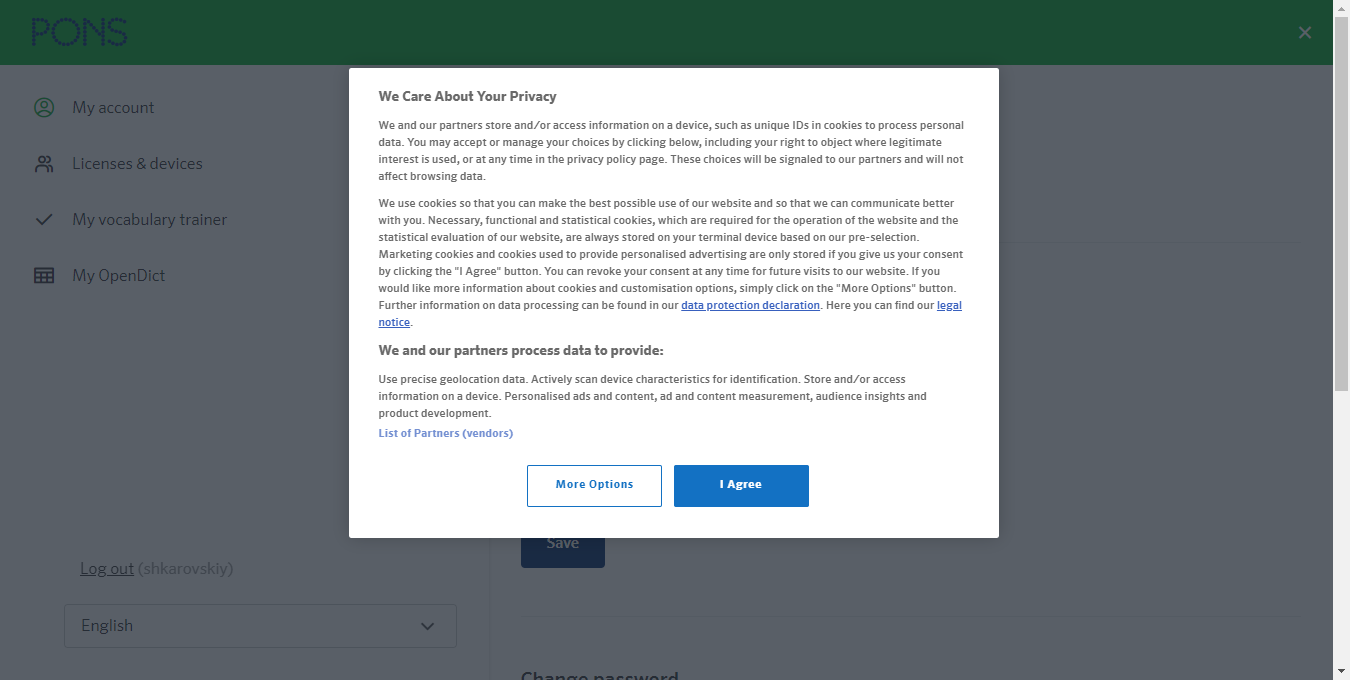 PONS
My account
Licenses & devices
My vocabulary trainer
My OpenDict
We Care About Your Privacy
We and our partners store and/or access information on a device, such as unique IDs in cookies to process personal
data. You may accept or manage your choices by clicking below, including your right to object where legitimate
interest is used, or at any time in the privacy policy page. These choices will be signaled to our partners and will not
affect browsing data.
We use cookies so that you can make the best possible use of our website and so that we can communicate better
with you. Necessary, functional and statistical cookies, which are required for the operation of the website and the
statistical evaluation of our website, are always stored on your terminal device based on our pre-selection.
Marketing cookies and cookies used to provide personalised advertising are only stored if you give us your consent
by clicking the "I Agree" button. You can revoke your consent at any time for future visits to our website. If you
would like more information about cookies and customisation options, simply click on the "More Options" button.
Further information on data processing can be found in our data protection declaration. Here you can find our legal
notice.
We and our partners process data to provide:
Use precise geolocation data. Actively scan device characteristics for identification. Store and/or access
information on a device. Personalised ads and content, ad and content measurement, audience insights and
product development.
List of Partners (vendors)
More Options
I Agree
Save
Log out (shkarovskiy)
English
Change password